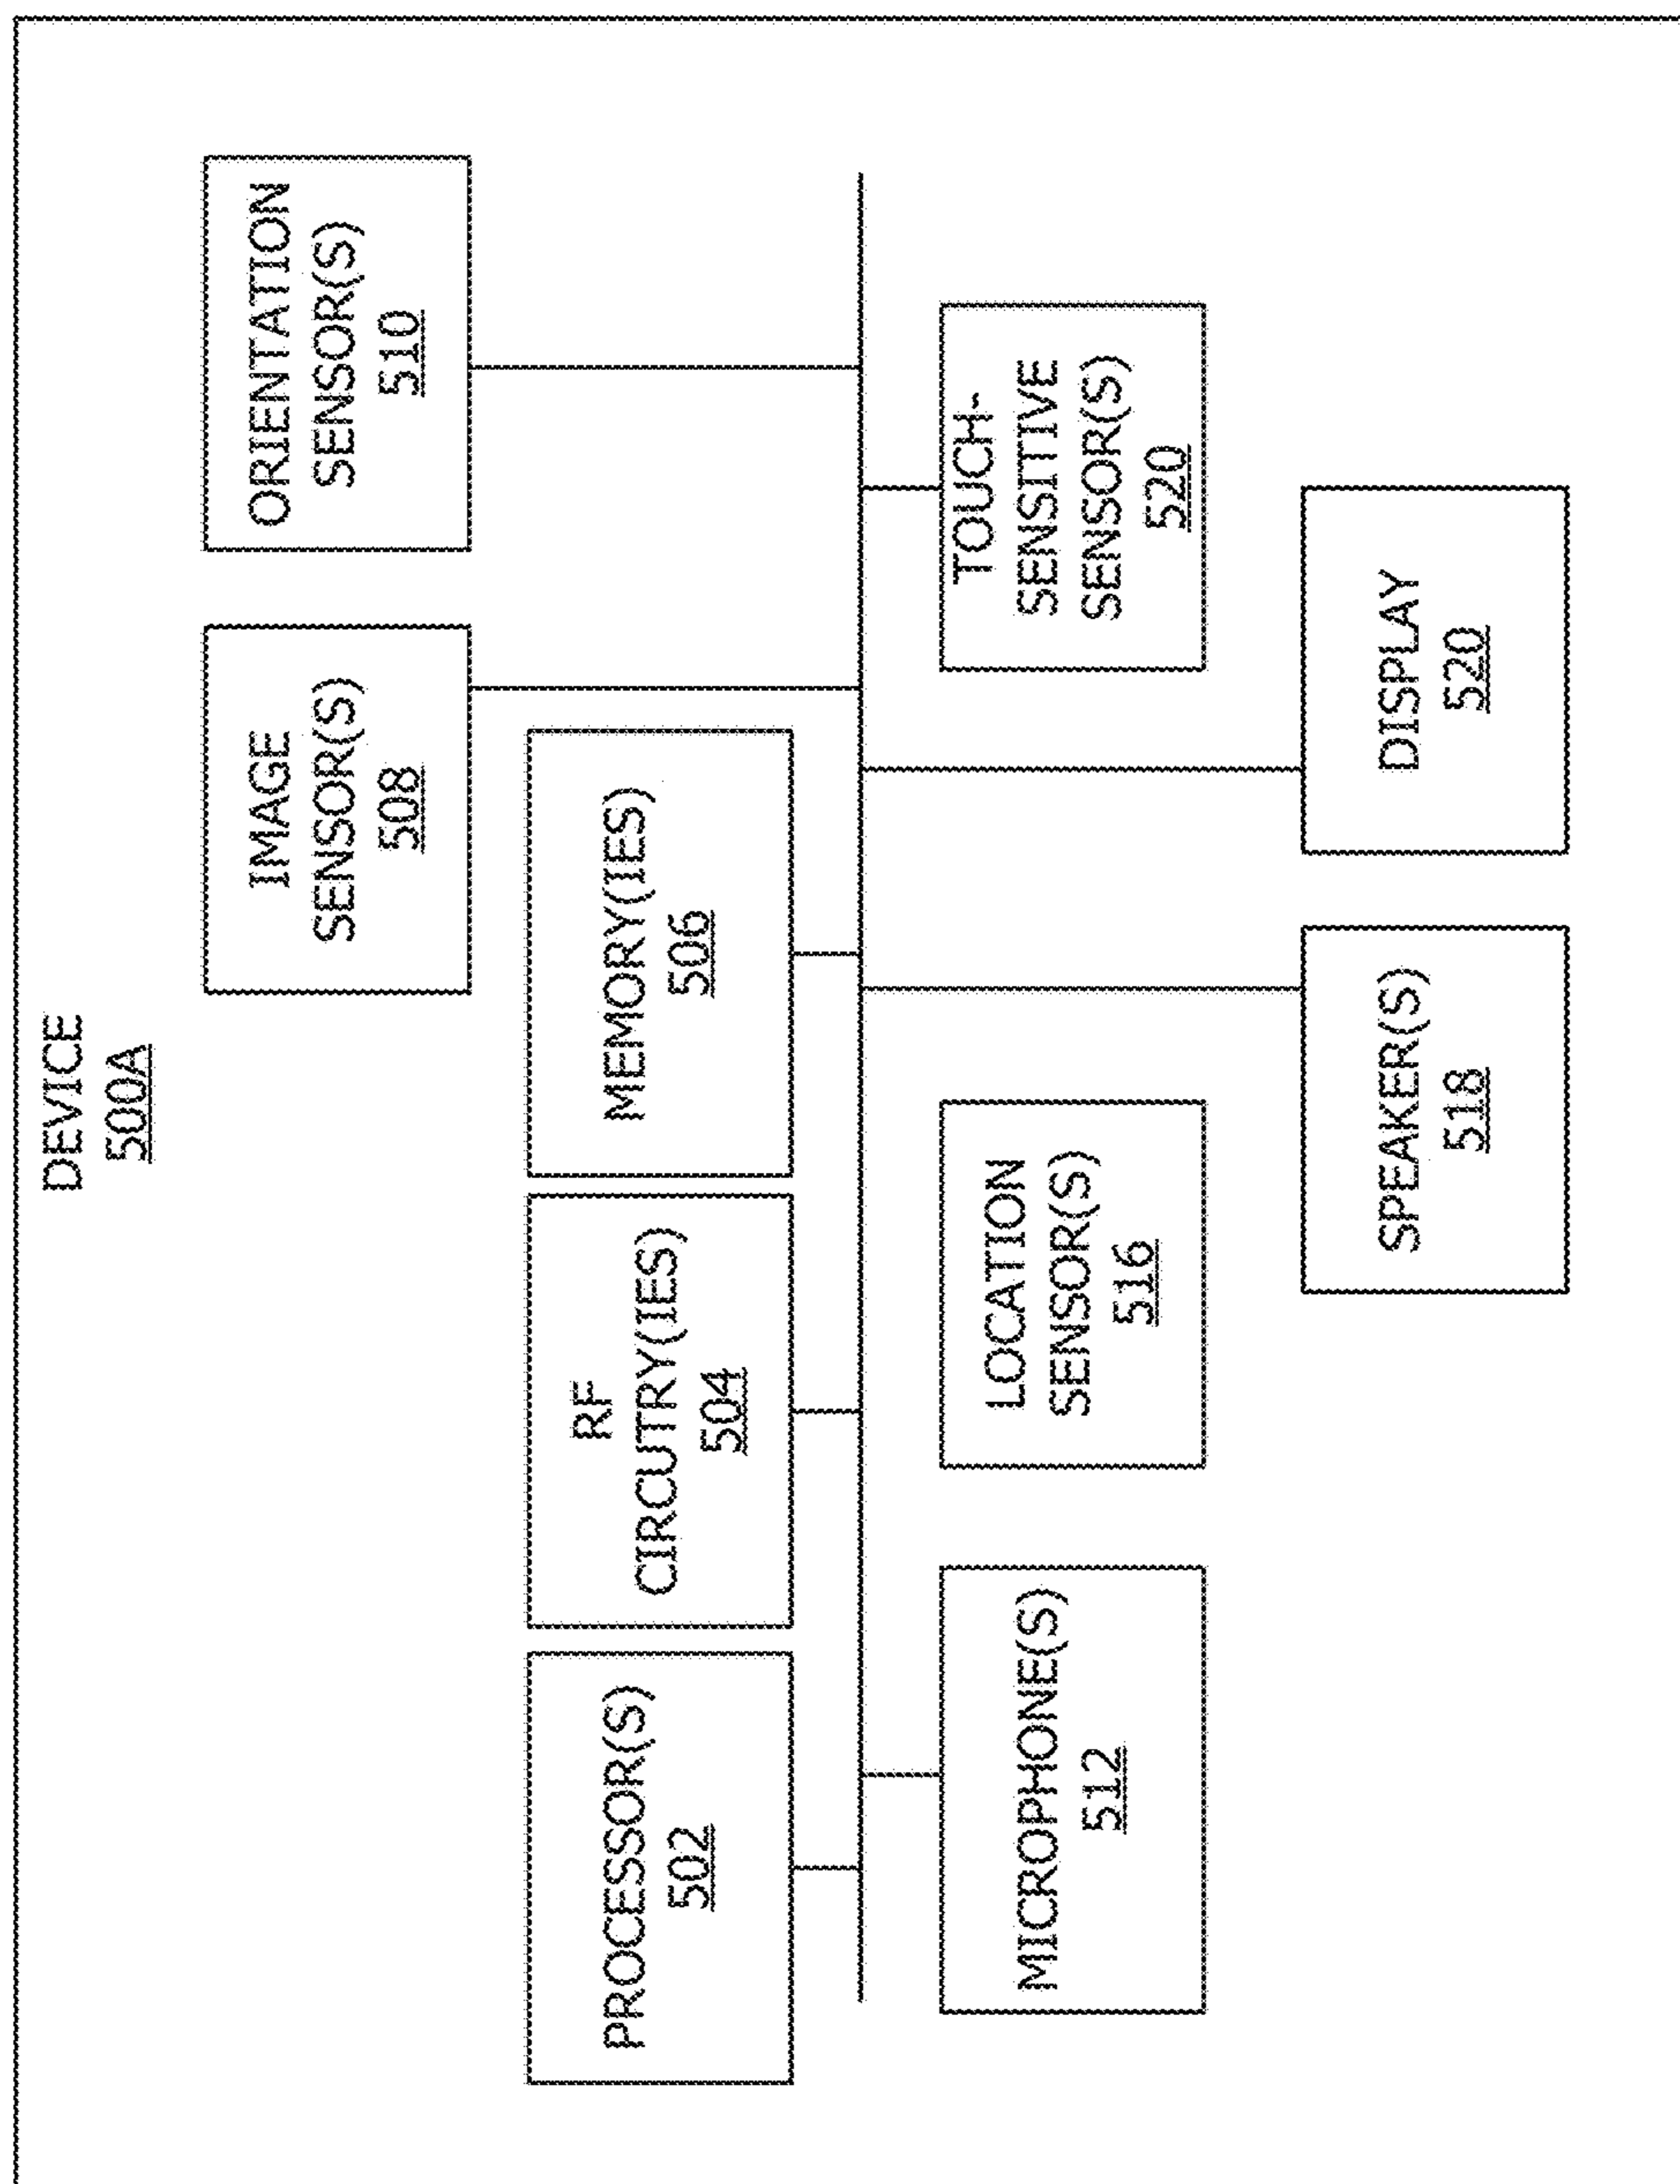 DEVICE
500A
IMAGE
SENSOR(S)
508
ORIENTATION
SENSOR(S)
510
PROCESSOR(S)
502
RF
CIRCUTRY(IES)
504
MEMORY(IES)
506
MICROPHONE(S)
512
LOCATION
SENSOR(S)
516
TOUCH-
SENSITIVE
SENSOR(S)
520
SPEAKER(S)
518
DISPLAY
520